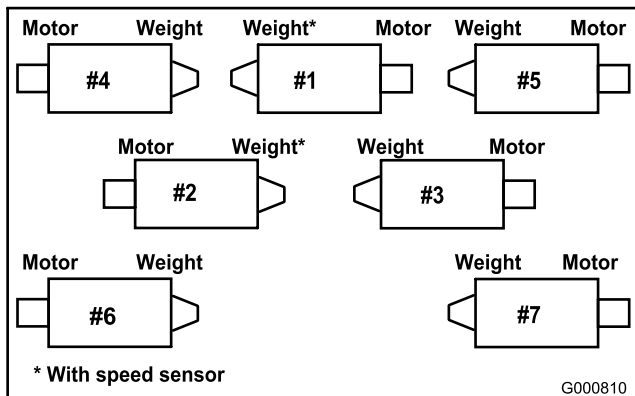 Motor Weight Weight* Motor Weight Motor
#4 #1 #5
Motor Weight* Weight Motor
#2 #3
Motor Weight Weight Motor
#6 #7
* With speed sensor
G000810